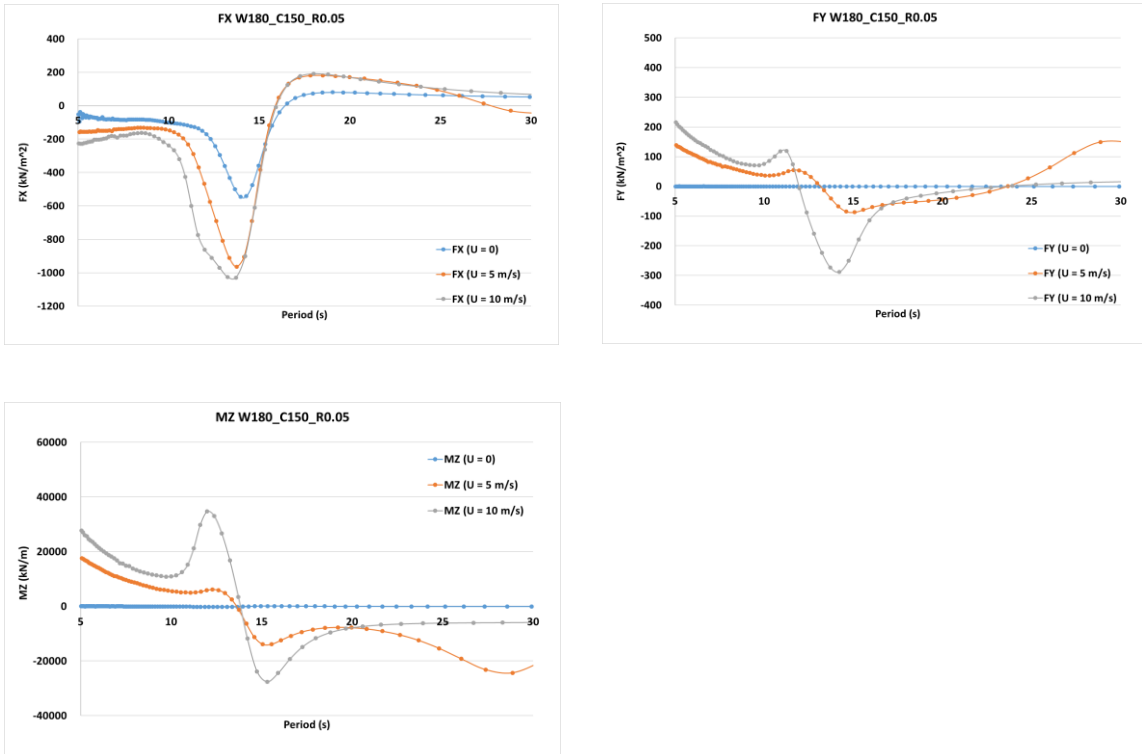 FX W180_C150_R0.05
400
200
0
-200
-400
-600
-800
-1000
-1200
5
10
15
20
25
30
FX (kN/m^2)
Period (s)
FX (U = 0)
FX (U = 5 m/s)
FX (U = 10 m/s)
FY W180_C150_R0.05
500
400
300
200
100
0
-100
-200
-300
-400
5
10
15
20
25
30
FY (kN/m^2)
Period (s)
FY (U = 0)
FY (U = 5 m/s)
FY (U = 10 m/s)
MZ W180_C150_R0.05
60000
40000
20000
0
-20000
-40000
5
10
15
20
25
30
MZ (kN/m)
Period (s)
MZ (U = 0)
MZ (U = 5 m/s)
MZ (U = 10 m/s)